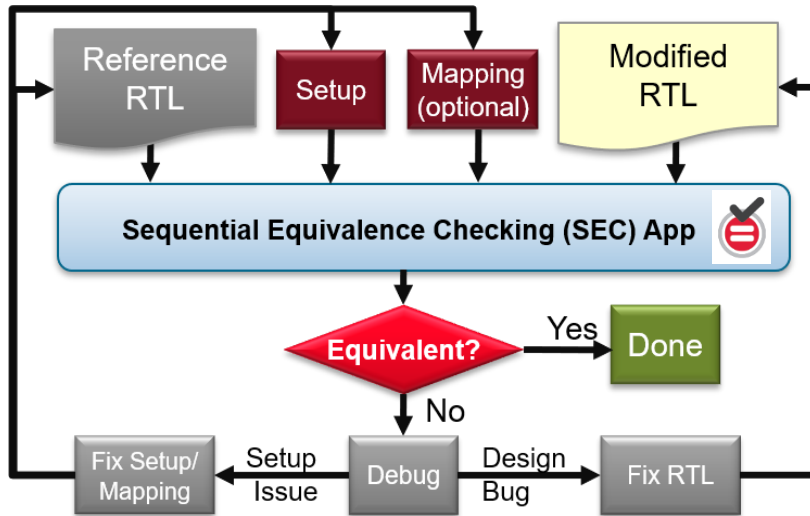 Reference
RTL
Setup
Mapping
(optional)
Modified
RTL
Sequential Equivalence Checking (SEC) App
Equivalent?
Yes
Done
No
Fix Setup/
Mapping
Setup
Issue
Debug
Design
Bug
Fix RTL